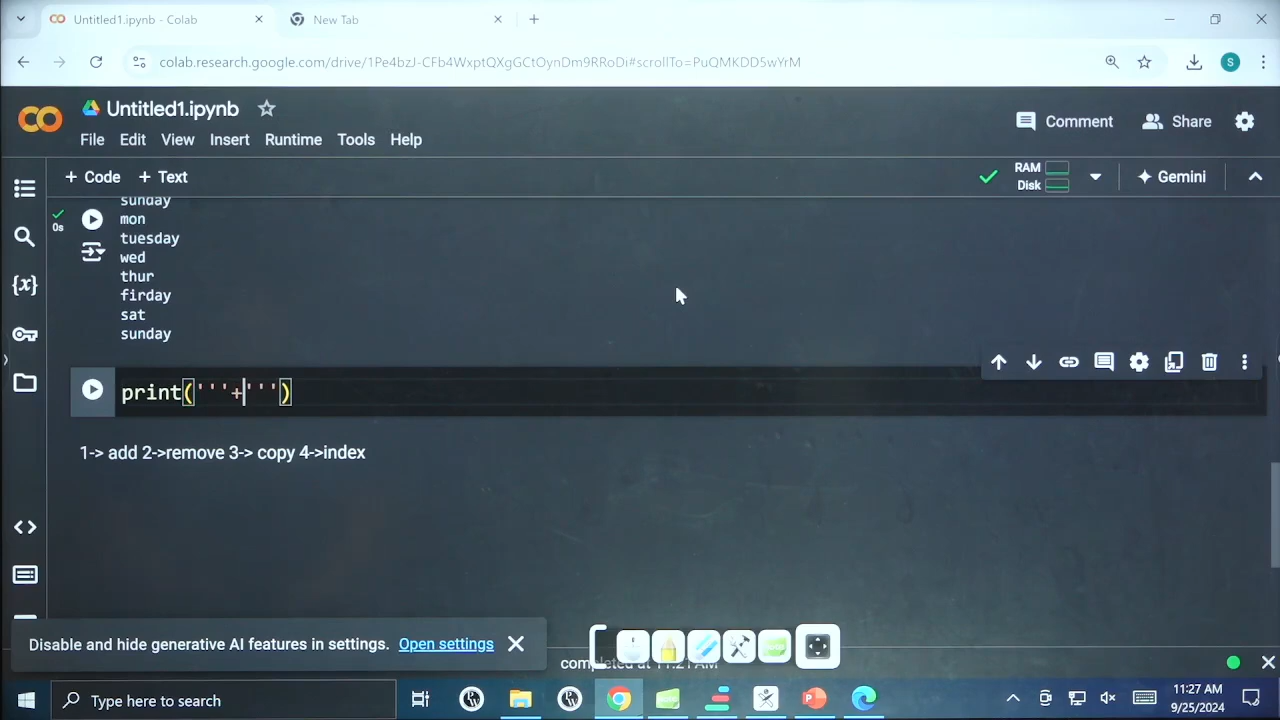 Untitled1.ipynb - Colab
New Tab
colab.research.google.com/drive/1Pe4bzJ-CFb4WxptQXgGCtOynDm9RRoDi#scrollTo=PuQMKDD5wYrM
S
Untitled1.ipynb
Comment
Share
File Edit View Insert Runtime Tools Help
+ Code + Text
RAM
Disk
Gemini
0s
sunday
mon
tuesday
wed
thur
firday
sat
sunday
print('''+''')
1-> add 2->remove 3-> copy 4->index
Disable and hide generative AI features in settings. Open settings
completed at 11:21 AM
Type here to search
11:27 AM
9/25/2024